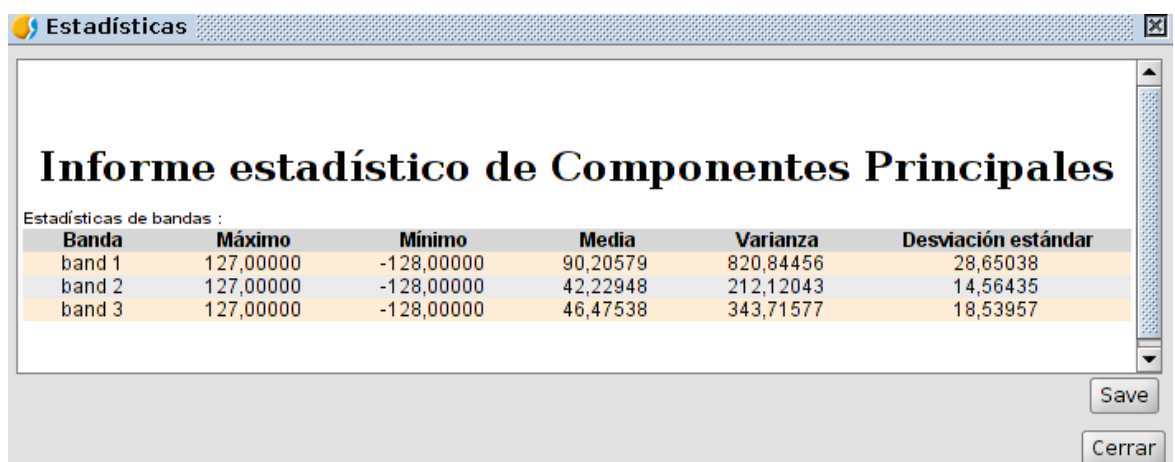 Estadísticas
Informe estadístico de Componentes Principales
Estadísticas de bandas :
Banda Máximo Mínimo Media Varianza Desviación estándar
band 1 127,00000 -128,00000 90,20579 820,84456 28,65038
band 2 127,00000 -128,00000 42,22948 212,12043 14,56435
band 3 127,00000 -128,00000 46,47538 343,71577 18,53957
Save
Cerrar